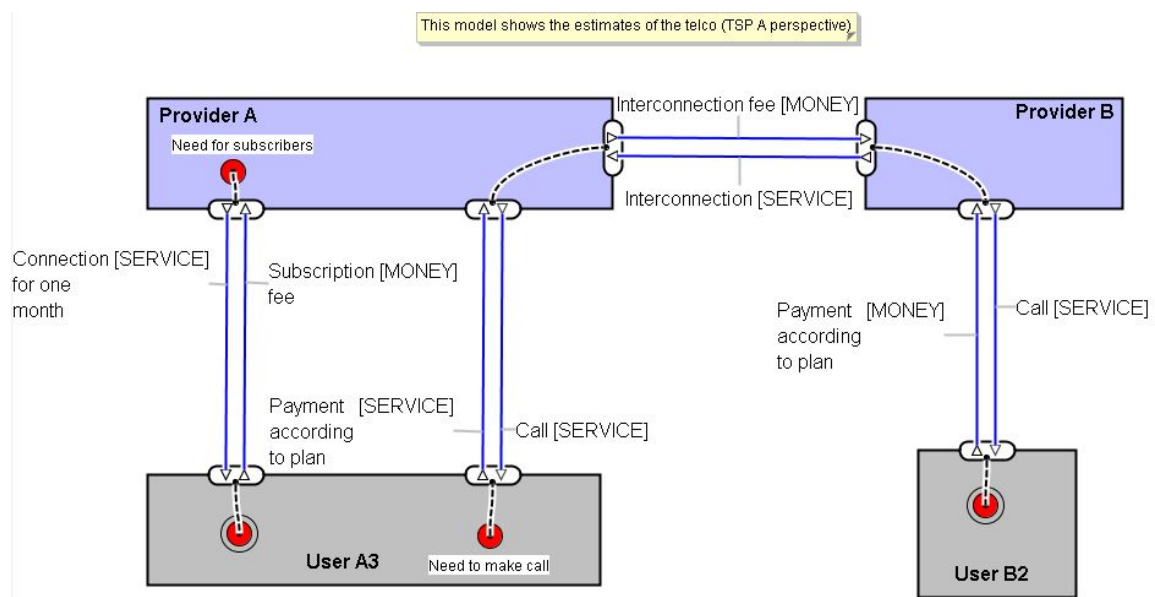 This model shows the estimates of the telco (TSP A perspective)
Provider A
Need for subscribers
Interconnection fee [MONEY]
Provider B
Interconnection [SERVICE]
Connection [SERVICE]
for one
month
Subscription [MONEY]
fee
Payment [MONEY]
according
to plan
Call [SERVICE]
Payment [SERVICE]
according
to plan
Call [SERVICE]
User A3
Need to make call
User B2